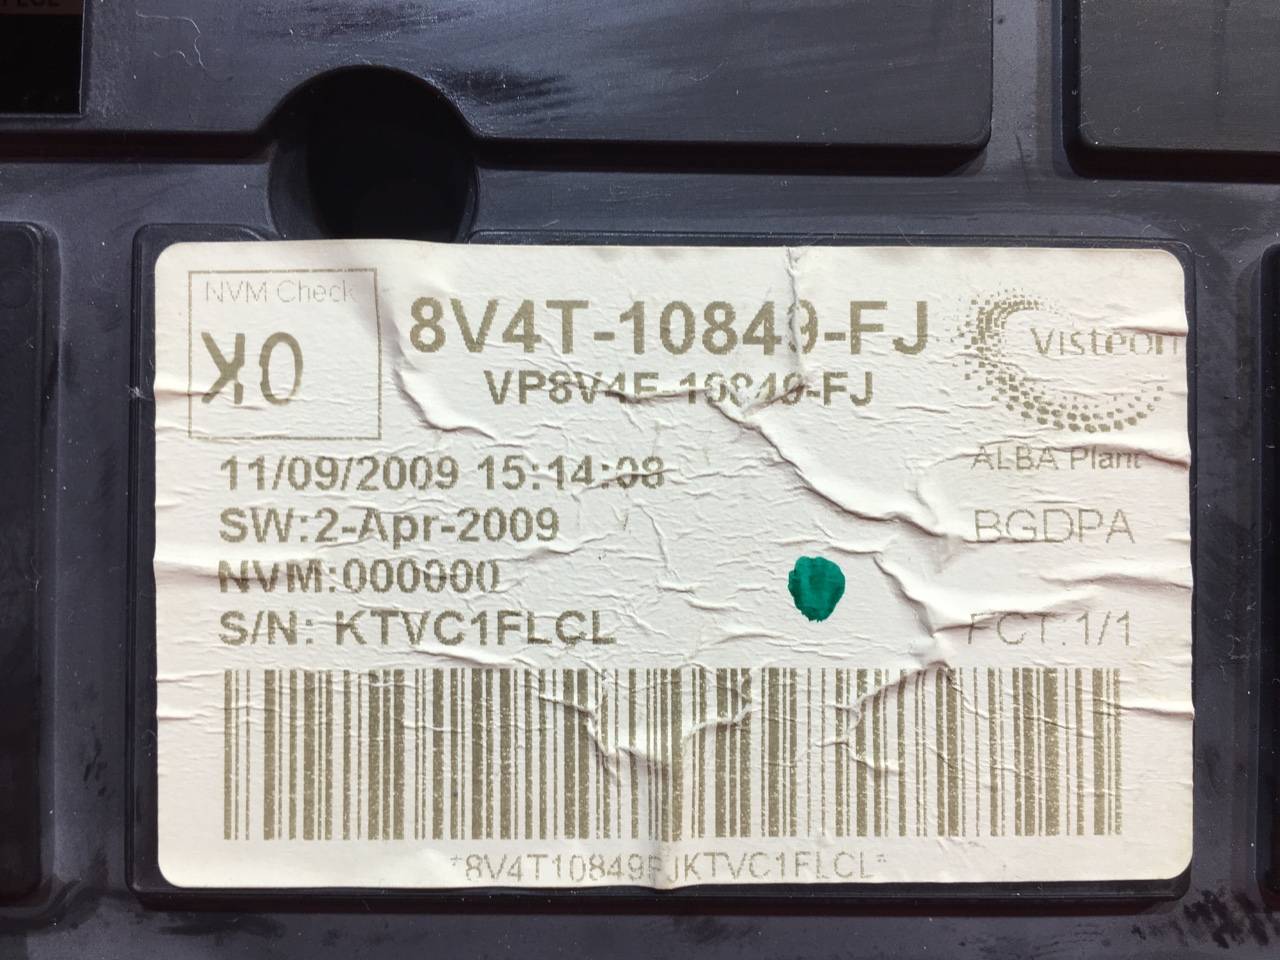 NVM Check
OK
8V4T-10849-FJ
VP8V4F-10849-FJ
Visteon
11/09/2009 15:14:08
ALBA Plant
SW:2-Apr-2009
BGDPA
NVM:000000
S/N: KTVC1FLCL
FCT:1/1
*8V4T10849FJKTVC1FLCL*